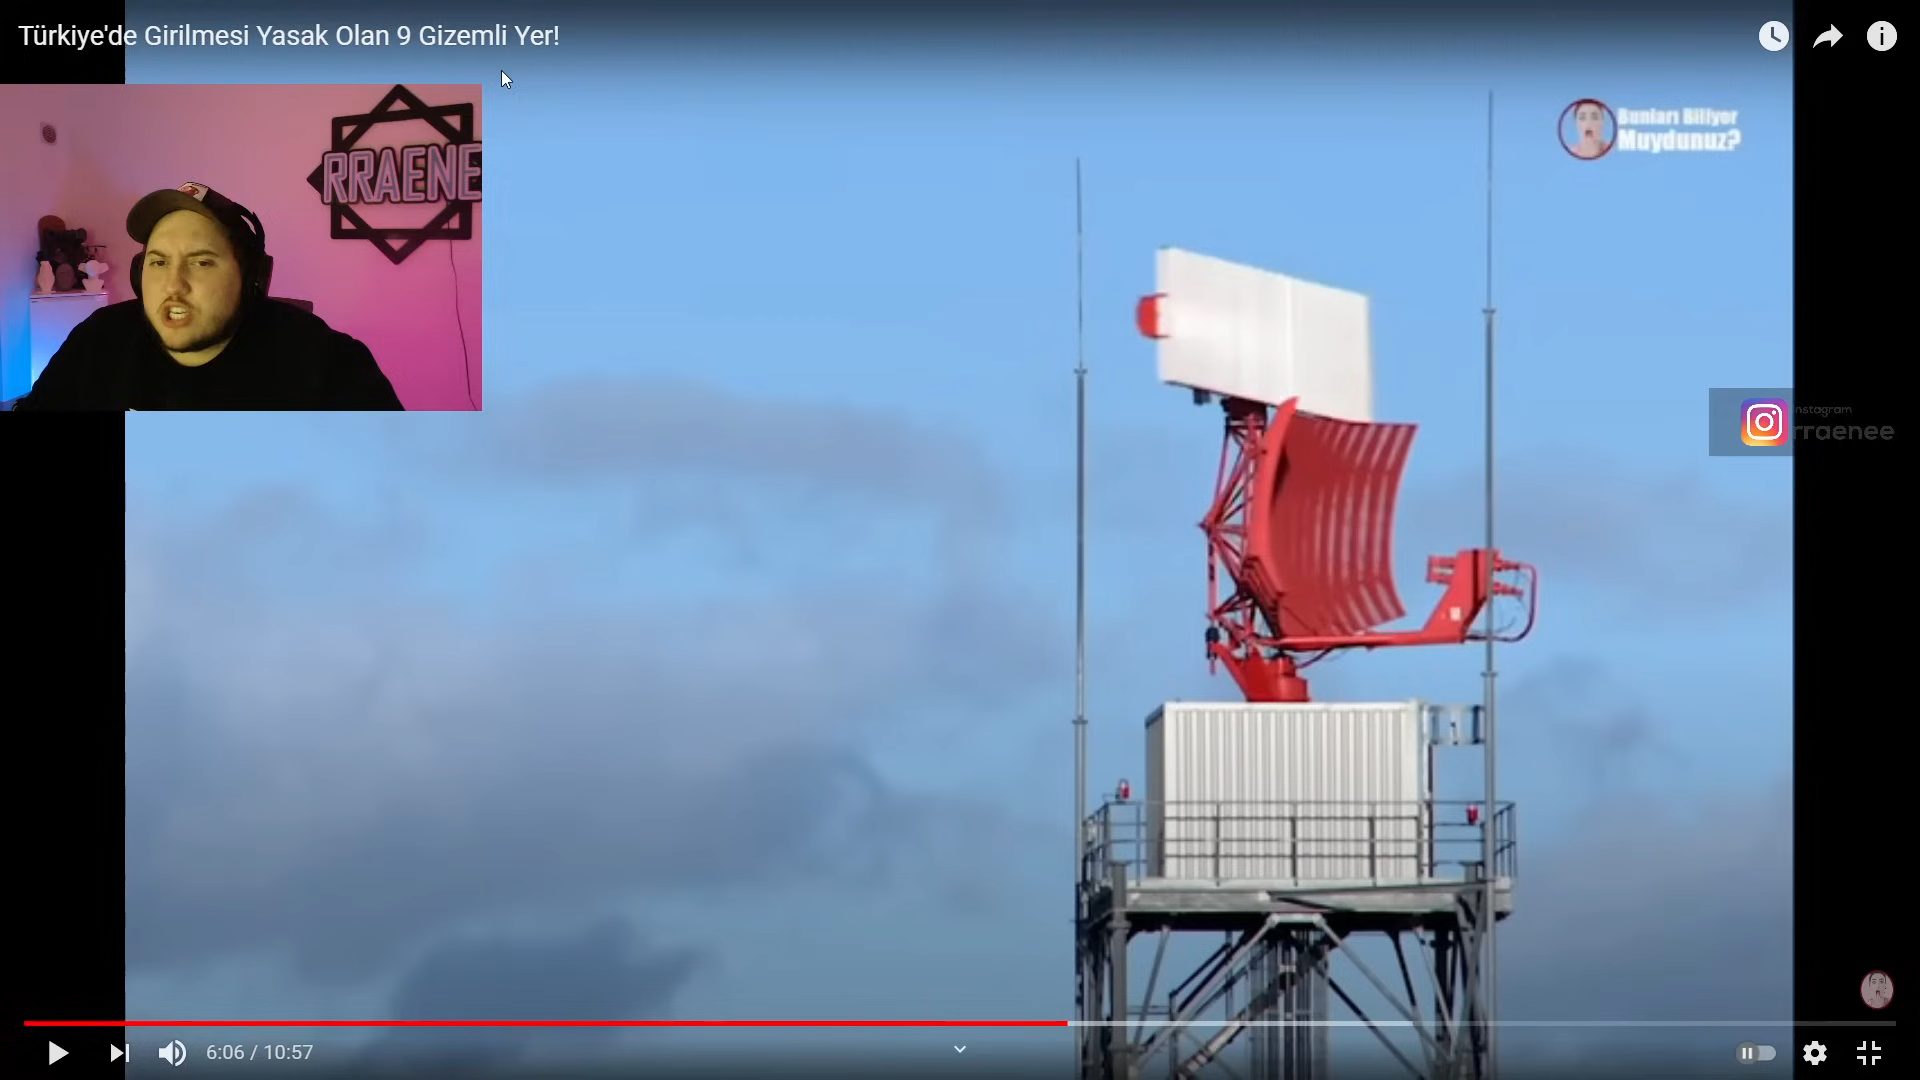 Türkiye'de Girilmesi Yasak Olan 9 Gizemli Yer!
RRAENE
Bunları Biliyor
Muydunuz?
Instagram
rraenee
6:06 / 10:57